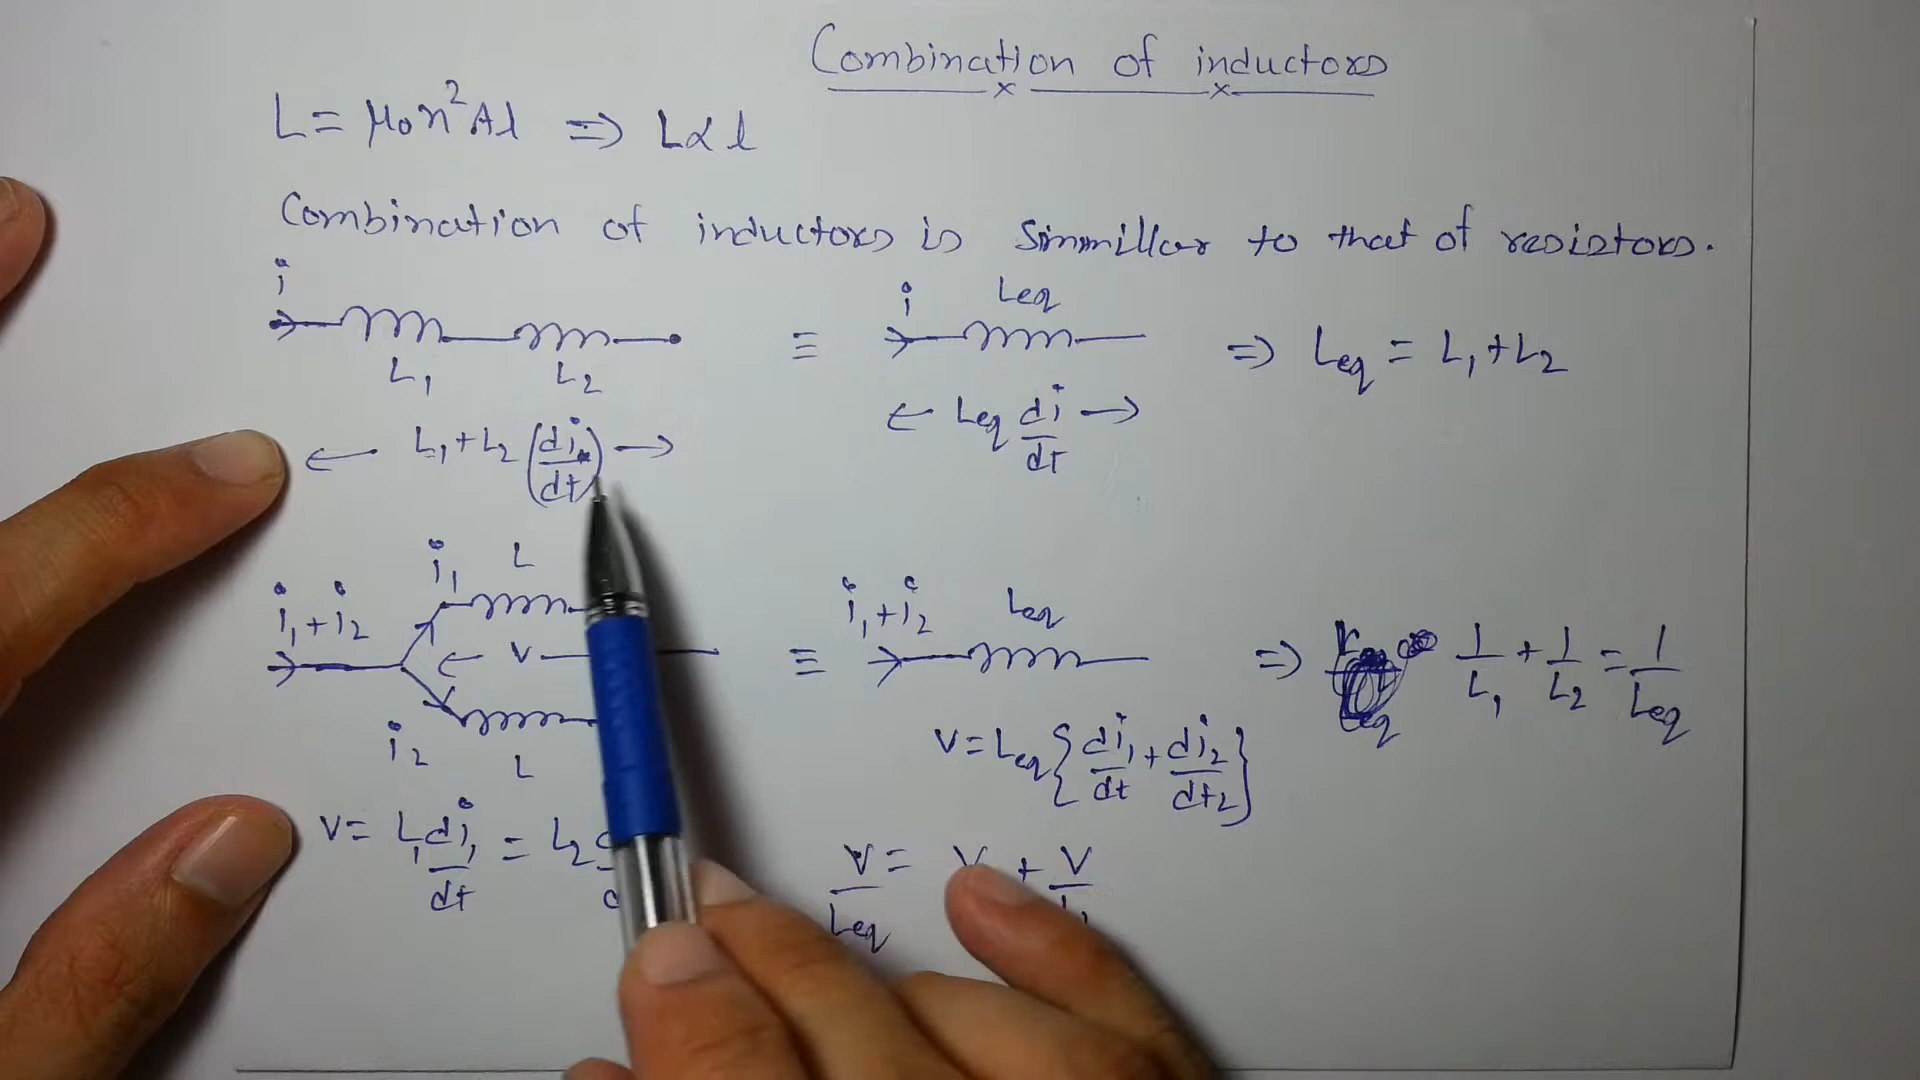 Combination of inductors
L = μ₀n²Al ⇒ L∝l
Combination of inductors is simmillar to that of resistors.
i
L₁ L₂
≡
i Leq
⇒ Leq = L₁+L₂
← L₁+L₂ (di/dt) →
← Leq di/dt →
i₁+i₂
i₁ L
← V
i₂ L
≡
i₁+i₂ Leq
⇒ 1/L₁ + 1/L₂ = 1/Leq
V = Leq {di₁/dt + di₂/dt₂}
V = L₁di₁/dt = L₂
V/Leq = V + V